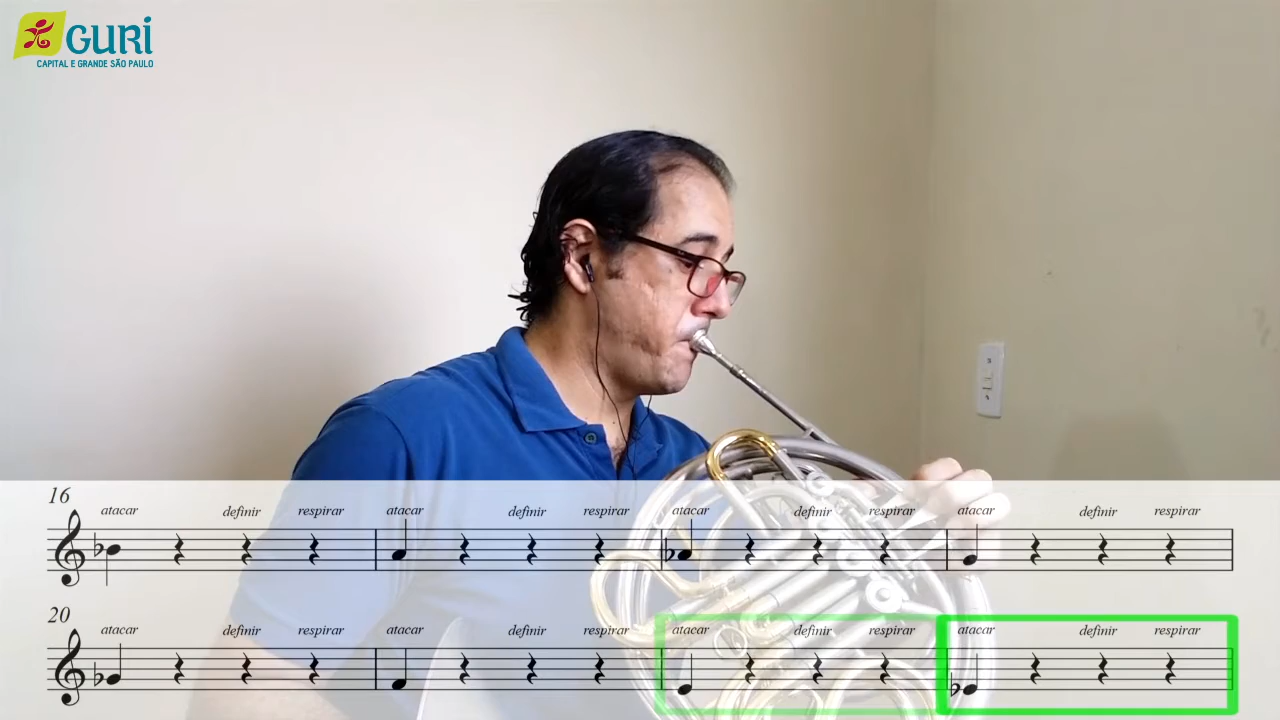 GURI
CAPITAL E GRANDE SÃO PAULO
16
atacar definir respirar atacar definir respirar atacar definir respirar atacar definir respirar
20
atacar definir respirar atacar definir respirar atacar definir respirar atacar definir respirar